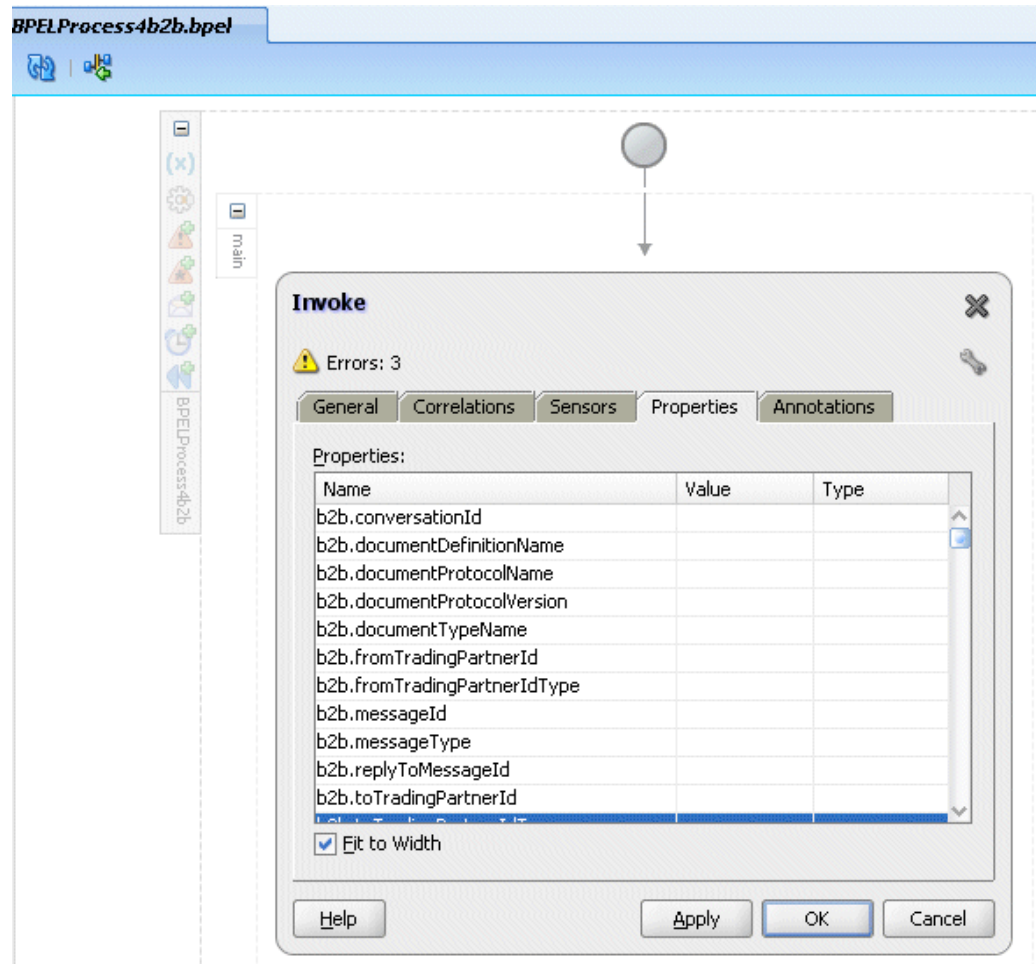 BPELProcess4b2b.bpel
(x)
main
Invoke
Errors: 3
General Correlations Sensors Properties Annotations
BPELProcess4b2b
Properties:
Name Value Type
b2b.conversationId
b2b.documentDefinitionName
b2b.documentProtocolName
b2b.documentProtocolVersion
b2b.documentTypeName
b2b.fromTradingPartnerId
b2b.fromTradingPartnerIdType
b2b.messageId
b2b.messageType
b2b.replyToMessageId
b2b.toTradingPartnerId
Fit to Width
Help Apply OK Cancel